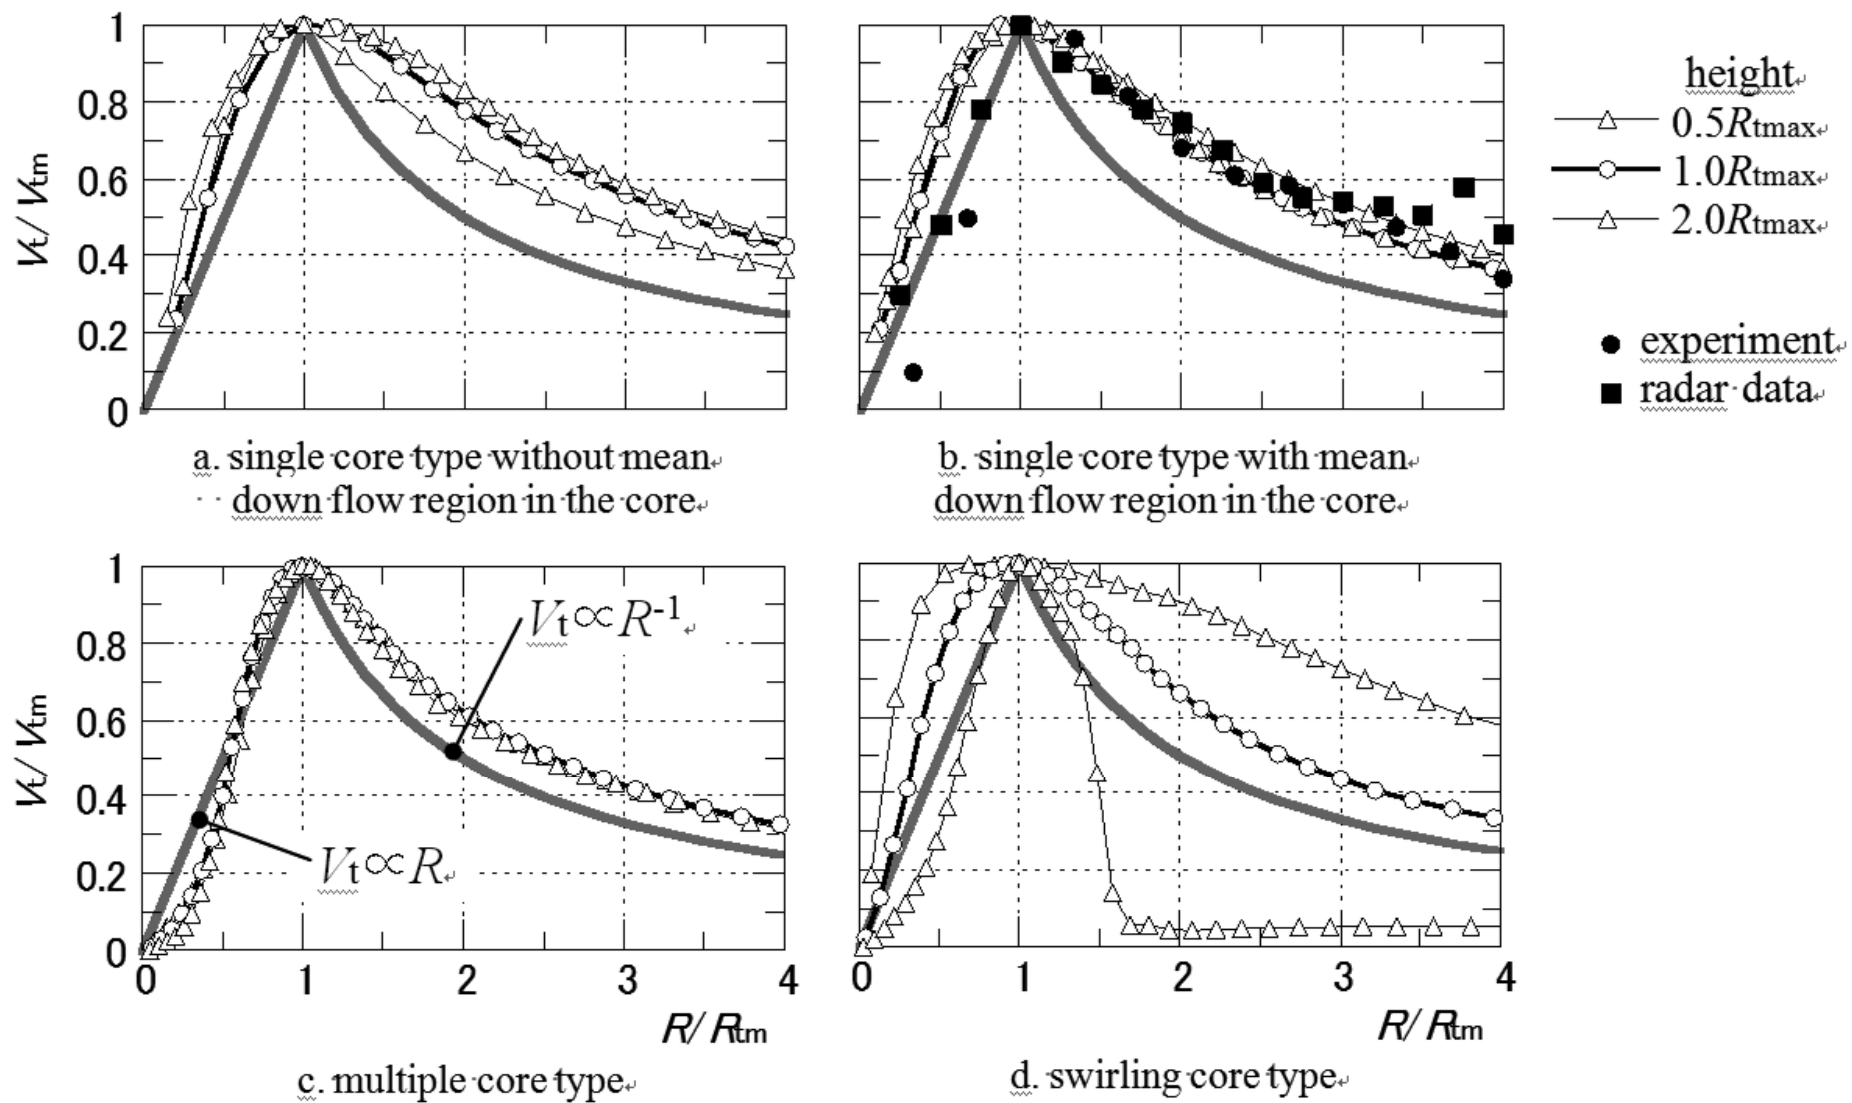 1
0.8
0.6
0.4
0.2
0
Vt/ Vtm
a. single core type without mean
down flow region in the core
b. single core type with mean
down flow region in the core
height
0.5Rtmax
1.0Rtmax
2.0Rtmax
experiment
radar data
1
0.8
0.6
0.4
0.2
0
Vt/ Vtm
Vt∝R-1
Vt∝R
0 1 2 3 4
R/ Rtm
c. multiple core type
0 1 2 3 4
R/ Rtm
d. swirling core type